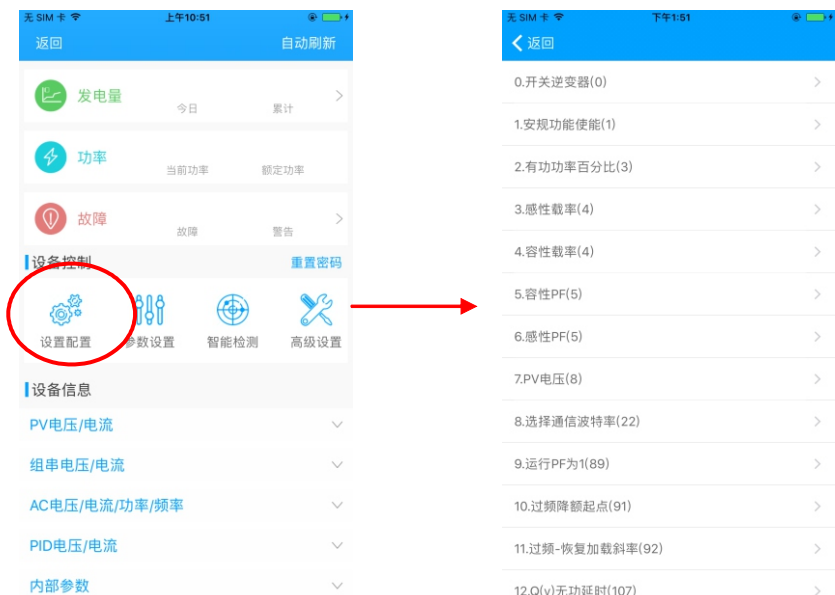 无 SIM 卡 上午10:51
返回 自动刷新
发电量 今日 累计
功率 当前功率 额定功率
故障 故障 警告
设备控制 重置密码
设置配置 参数设置 智能检测 高级设置
设备信息
PV电压/电流
组串电压/电流
AC电压/电流/功率/频率
PID电压/电流
内部参数
无 SIM 卡 下午1:51
返回
0.开关逆变器(0)
1.安规功能使能(1)
2.有功功率百分比(3)
3.感性载率(4)
4.容性载率(4)
5.容性PF(5)
6.感性PF(5)
7.PV电压(8)
8.选择通信波特率(22)
9.运行PF为1(89)
10.过频降额起点(91)
11.过频-恢复加载斜率(92)
12.Q(v)无功延时(107)